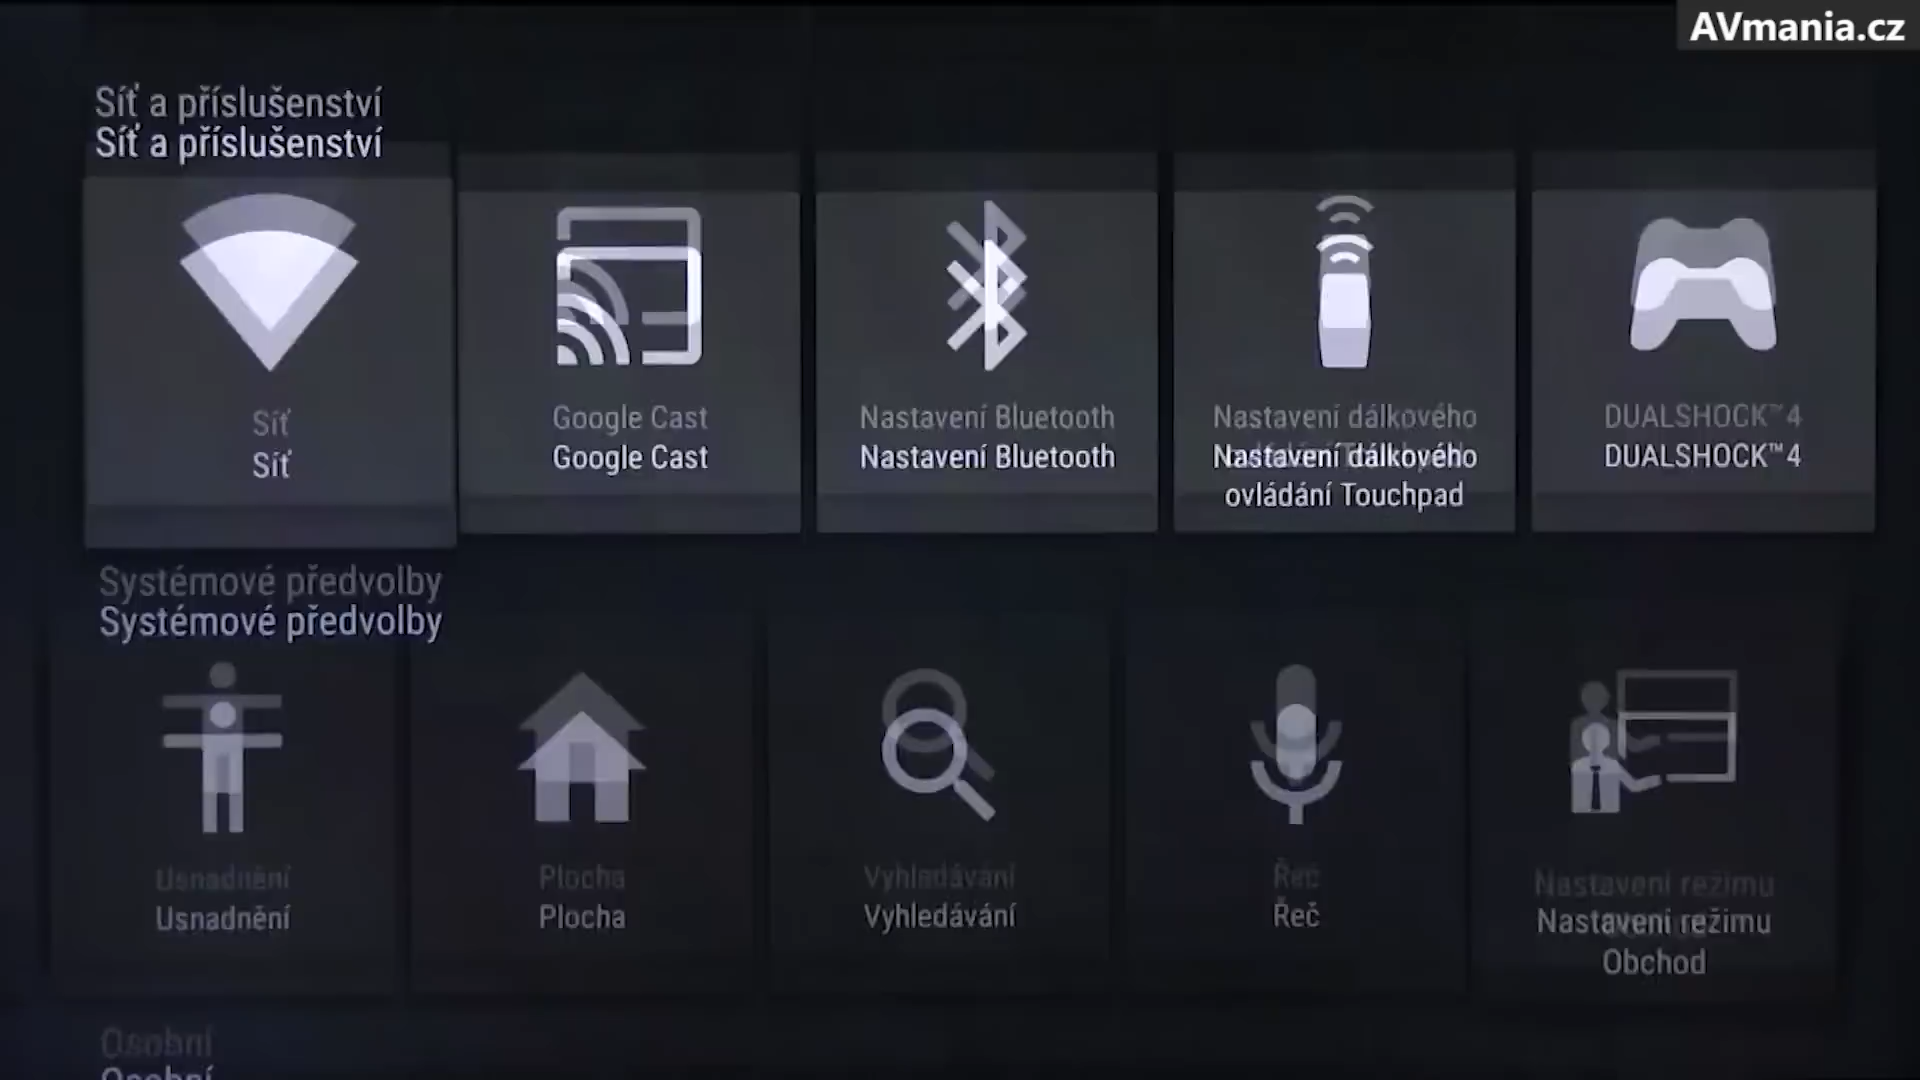 AVmania.cz
Síť a příslušenství
Síť a příslušenství
Síť
Síť
Google Cast
Google Cast
Nastavení Bluetooth
Nastavení Bluetooth
Nastavení dálkového
Nastavení dálkového
ovládání Touchpad
DUALSHOCK™4
DUALSHOCK™4
Systémové předvolby
Systémové předvolby
Usnadnění
Usnadnění
Plocha
Plocha
Vyhledávání
Vyhledávání
Řeč
Řeč
Nastavení režimu
Nastavení režimu
Obchod
Osobní
Osobní